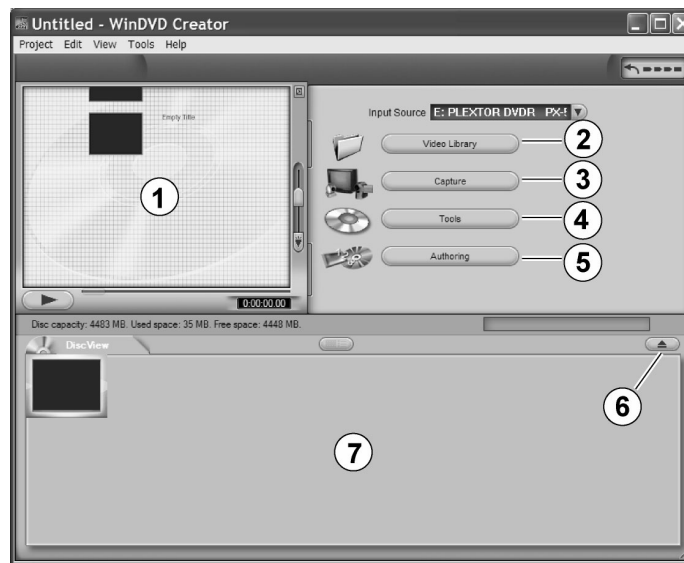 Untitled - WinDVD Creator
Project Edit View Tools Help
Empty Title
1
Input Source E: PLEXTOR DVDR PX-
Video Library
2
Capture
3
Tools
4
Authoring
5
0:00:00.00
Disc capacity: 4483 MB. Used space: 35 MB. Free space: 4448 MB.
DiscView
6
7